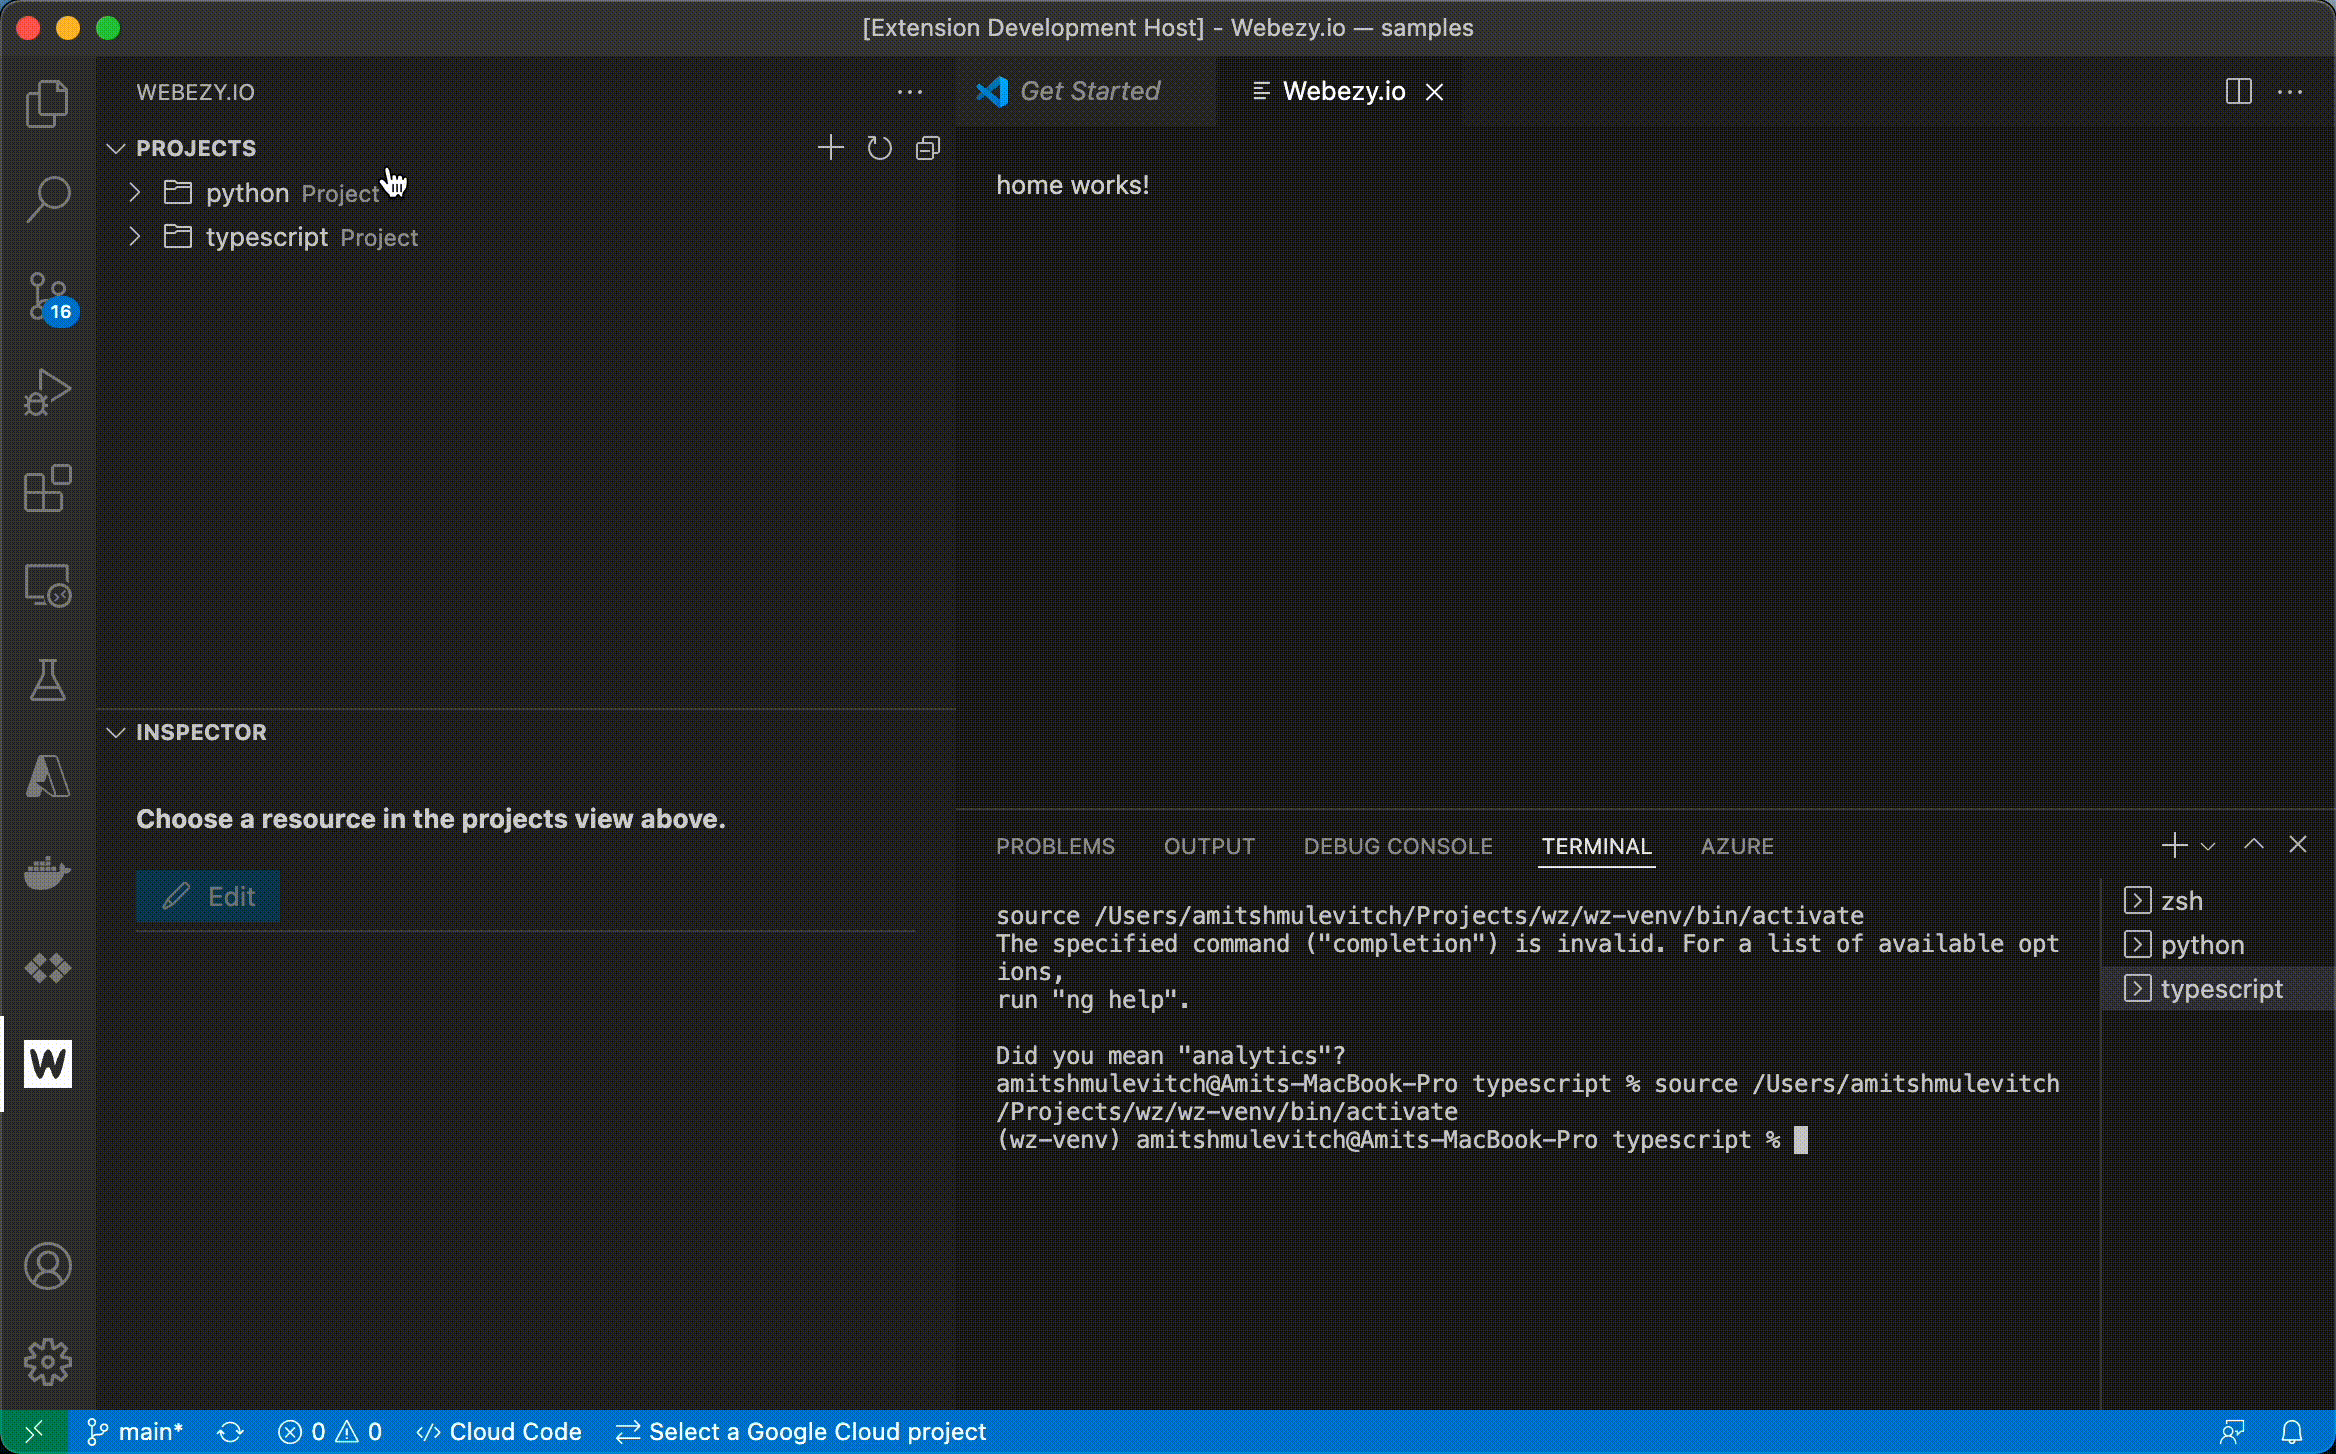 [Extension Development Host] - Webezy.io — samples
WEBEZY.IO
PROJECTS
python Project
typescript Project
16
INSPECTOR
Choose a resource in the projects view above.
Edit
W
Get Started
Webezy.io
home works!
PROBLEMS OUTPUT DEBUG CONSOLE TERMINAL AZURE
source /Users/amitshmulevitch/Projects/wz/wz-venv/bin/activate
The specified command ("completion") is invalid. For a list of available opt
ions,
run "ng help".
Did you mean "analytics"?
amitshmulevitch@Amits-MacBook-Pro typescript % source /Users/amitshmulevitch
/Projects/wz/wz-venv/bin/activate
(wz-venv) amitshmulevitch@Amits-MacBook-Pro typescript %
zsh
python
typescript
main* 0 0 Cloud Code Select a Google Cloud project